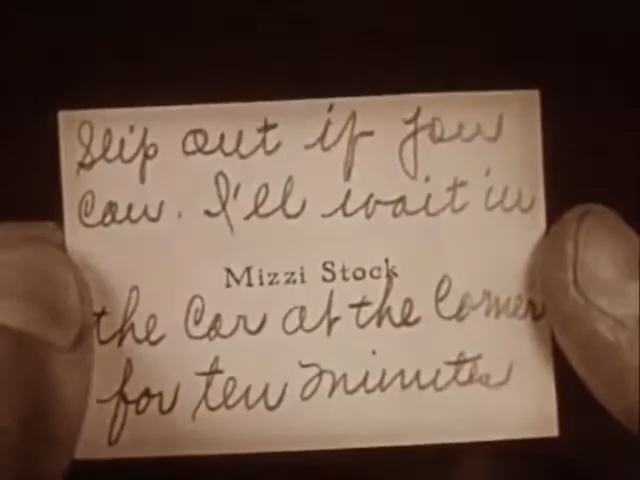 Slip out if you
can. I'll wait in
Mizzi Stock
the car at the corner
for ten minutes